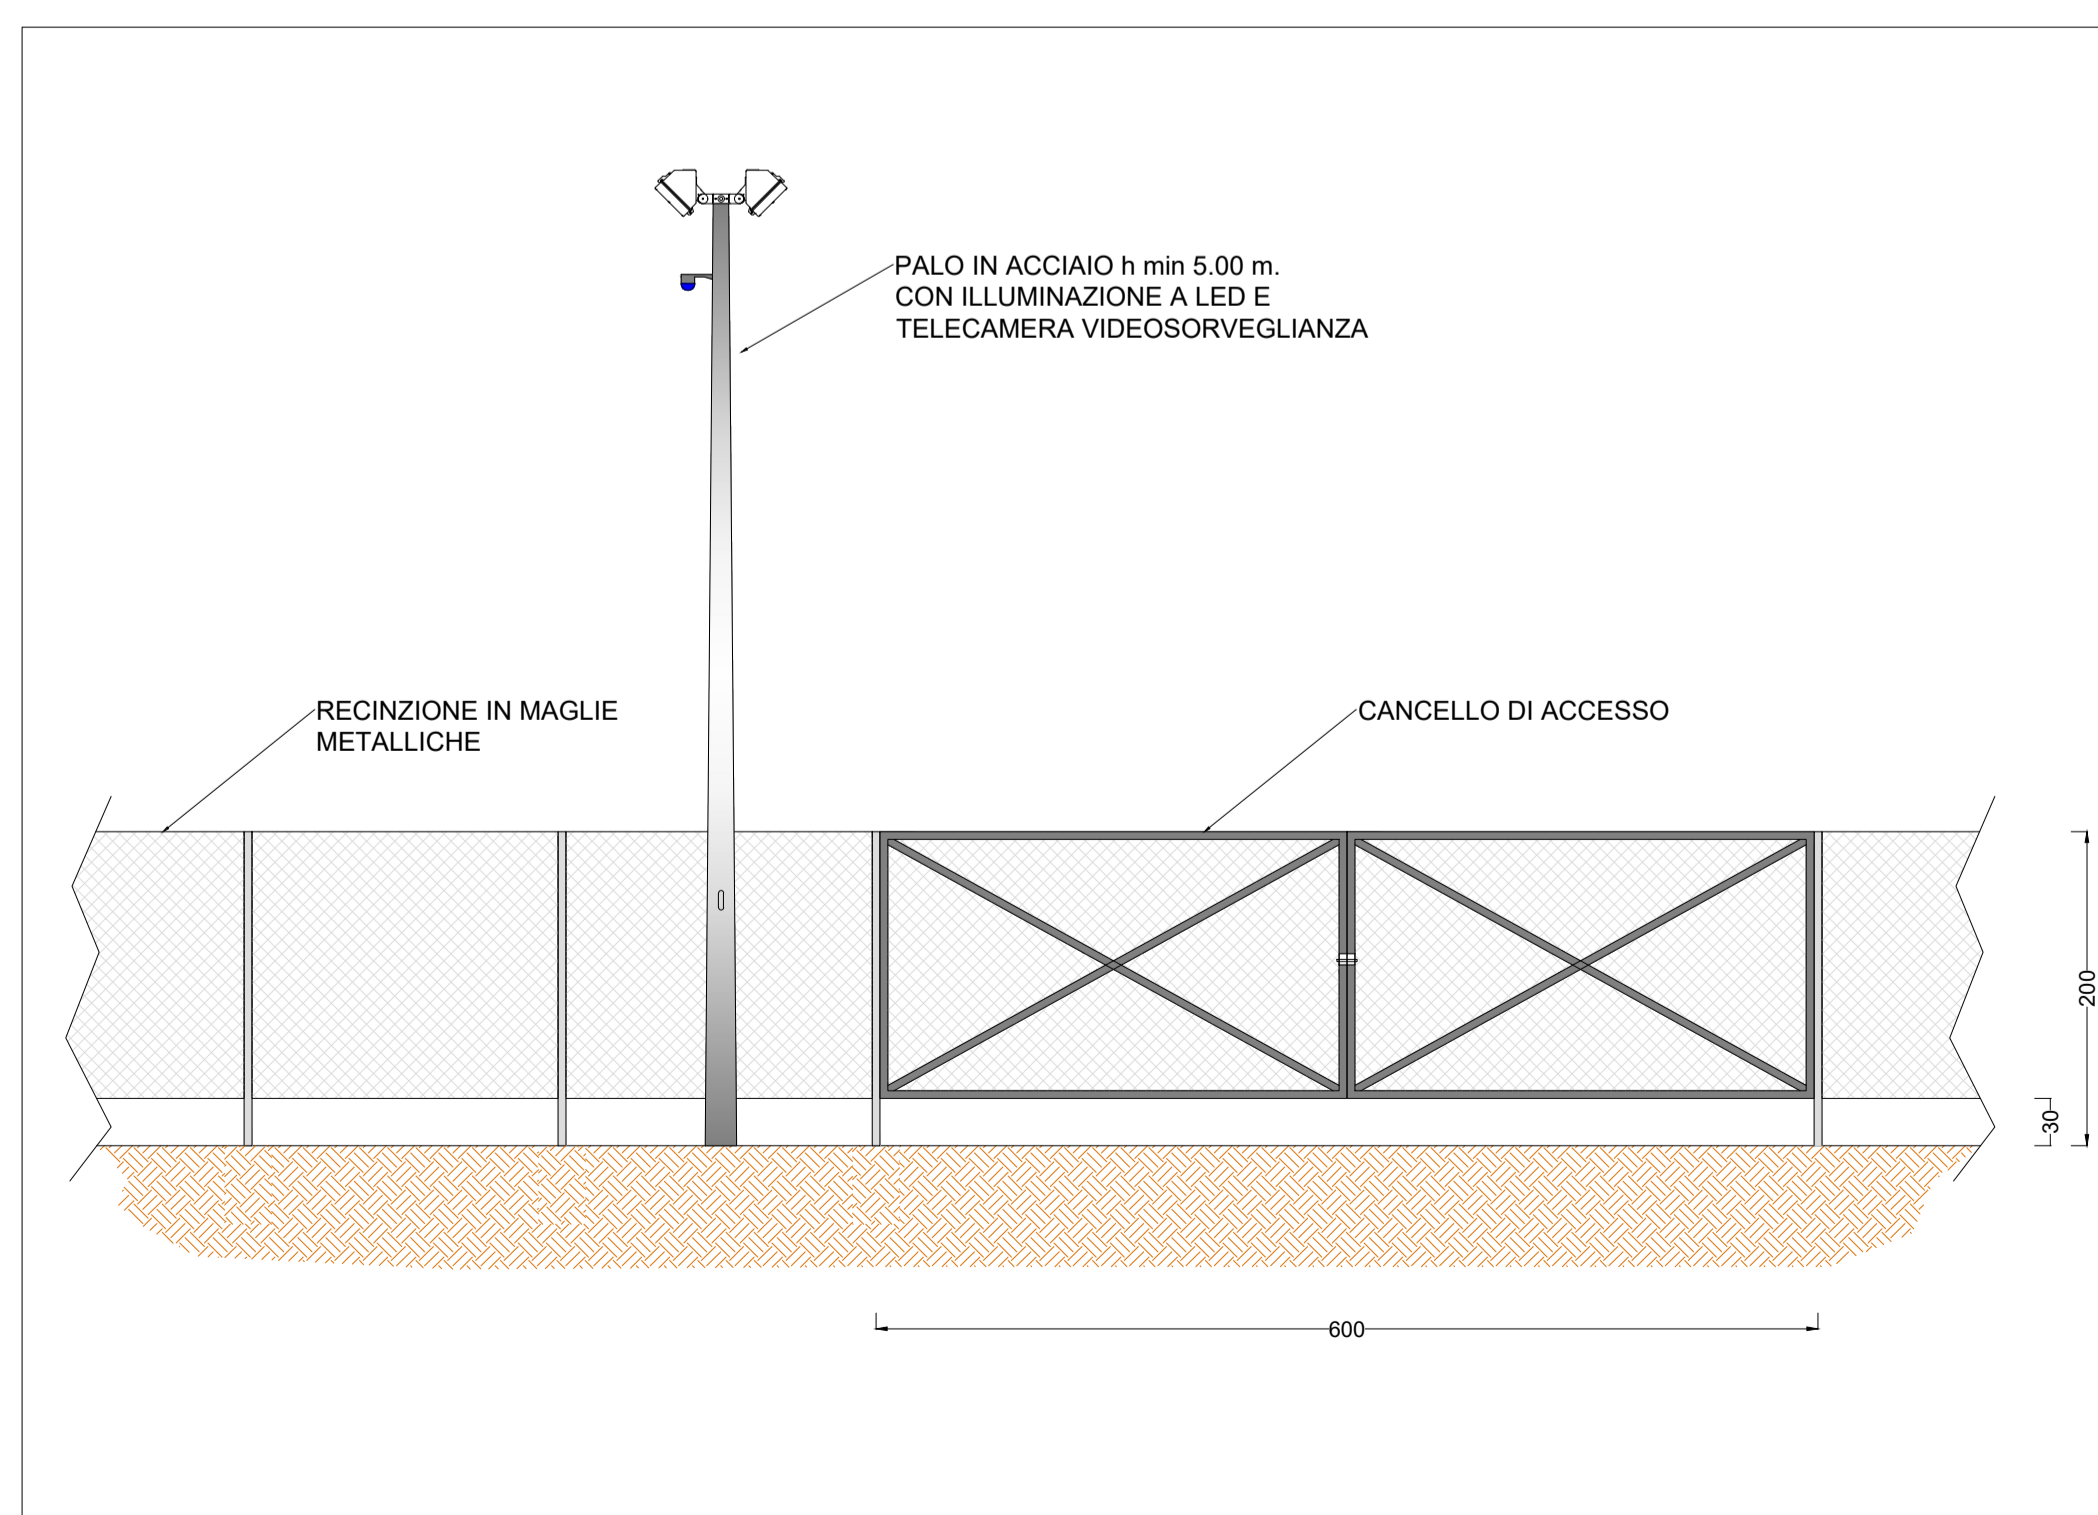 PALO IN ACCIAIO h min 5.00 m.
CON ILLUMINAZIONE A LED E
TELECAMERA VIDEOSORVEGLIANZA
RECINZIONE IN MAGLIE
METALLICHE
CANCELLO DI ACCESSO
200
30
600